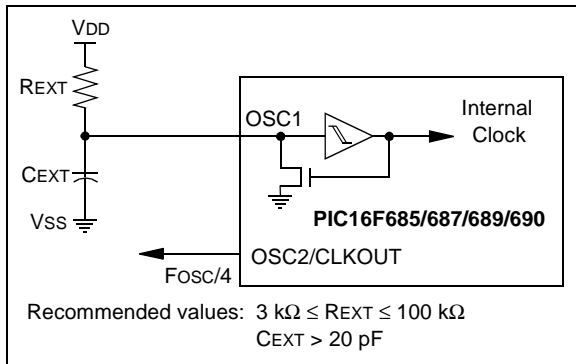 VDD
REXT
OSC1
Internal
Clock
CEXT
PIC16F685/687/689/690
VSS
OSC2/CLKOUT
FOSC/4
Recommended values: 3 kΩ ≤ REXT ≤ 100 kΩ
CEXT > 20 pF